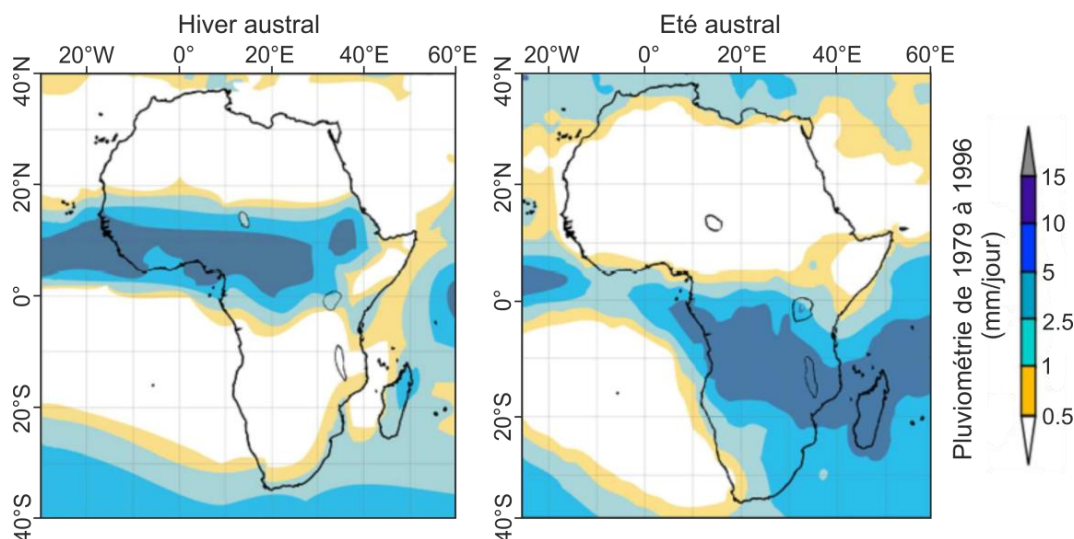 Hiver austral
Eté austral
20°W 0° 20°E 40°E 60°E
20°W 0° 20°E 40°E 60°E
40°N
20°N
0°
20°S
40°S
40°N
20°N
0°
20°S
40°S
Pluviométrie de 1979 à 1996
(mm/jour)
15
10
5
2.5
1
0.5